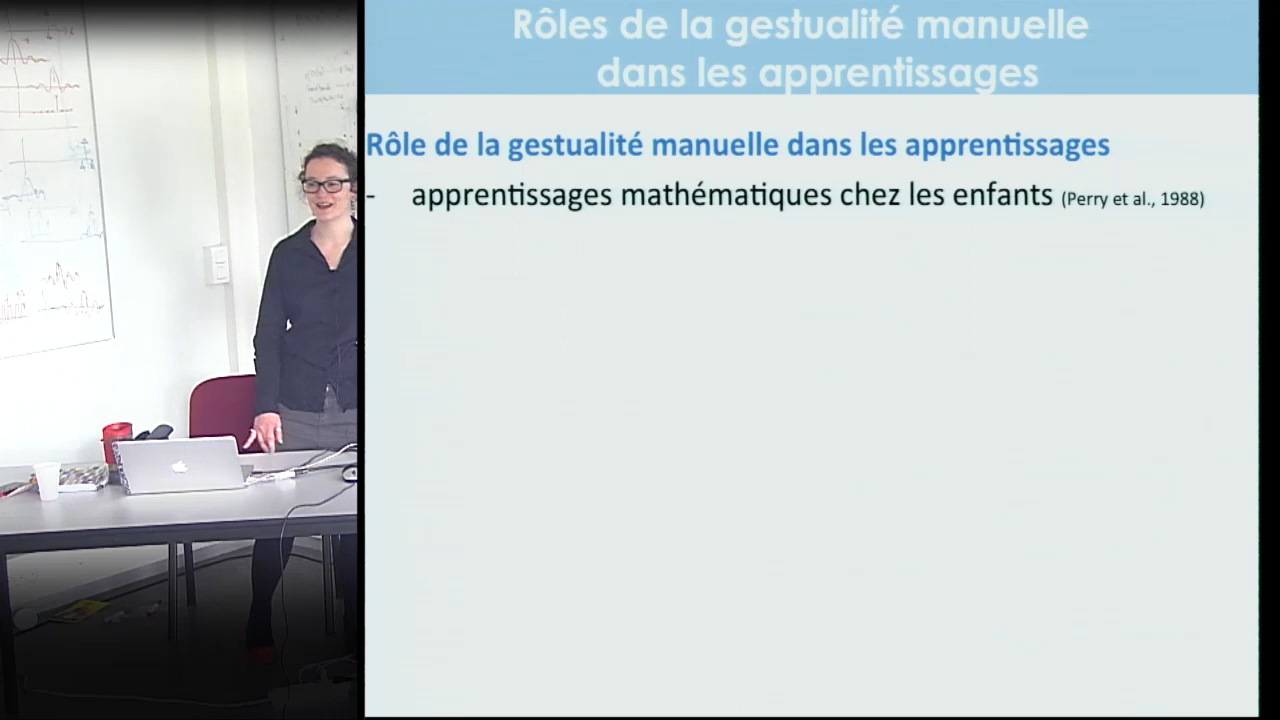 Rôles de la gestualité manuelle
dans les apprentissages
Rôle de la gestualité manuelle dans les apprentissages
- apprentissages mathématiques chez les enfants (Perry et al., 1988)